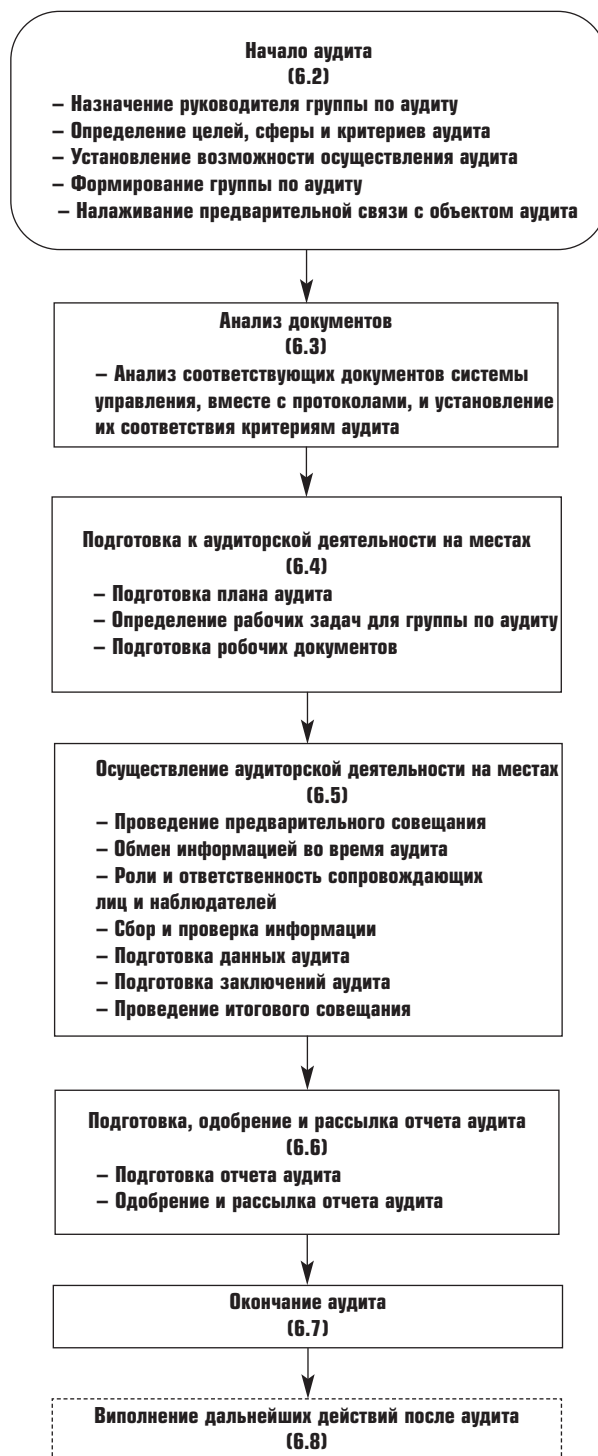 Начало аудита
(6.2)
– Назначение руководителя группы по аудиту
– Определение целей, сферы и критериев аудита
– Установление возможности осуществления аудита
– Формирование группы по аудиту
– Налаживание предварительной связи с объектом аудита
Анализ документов
(6.3)
– Анализ соответствующих документов системы
управления, вместе с протоколами, и установление
их соответствия критериям аудита
Подготовка к аудиторской деятельности на местах
(6.4)
– Подготовка плана аудита
– Определение рабочих задач для группы по аудиту
– Подготовка робочих документов
Осуществление аудиторской деятельности на местах
(6.5)
– Проведение предварительного совещания
– Обмен информацией во время аудита
– Роли и ответственность сопровождающих
лиц и наблюдателей
– Сбор и проверка информации
– Подготовка данных аудита
– Подготовка заключений аудита
– Проведение итогового совещания
Подготовка, одобрение и рассылка отчета аудита
(6.6)
– Подготовка отчета аудита
– Одобрение и рассылка отчета аудита
Окончание аудита
(6.7)
Виполнение дальнейших действий после аудита
(6.8)